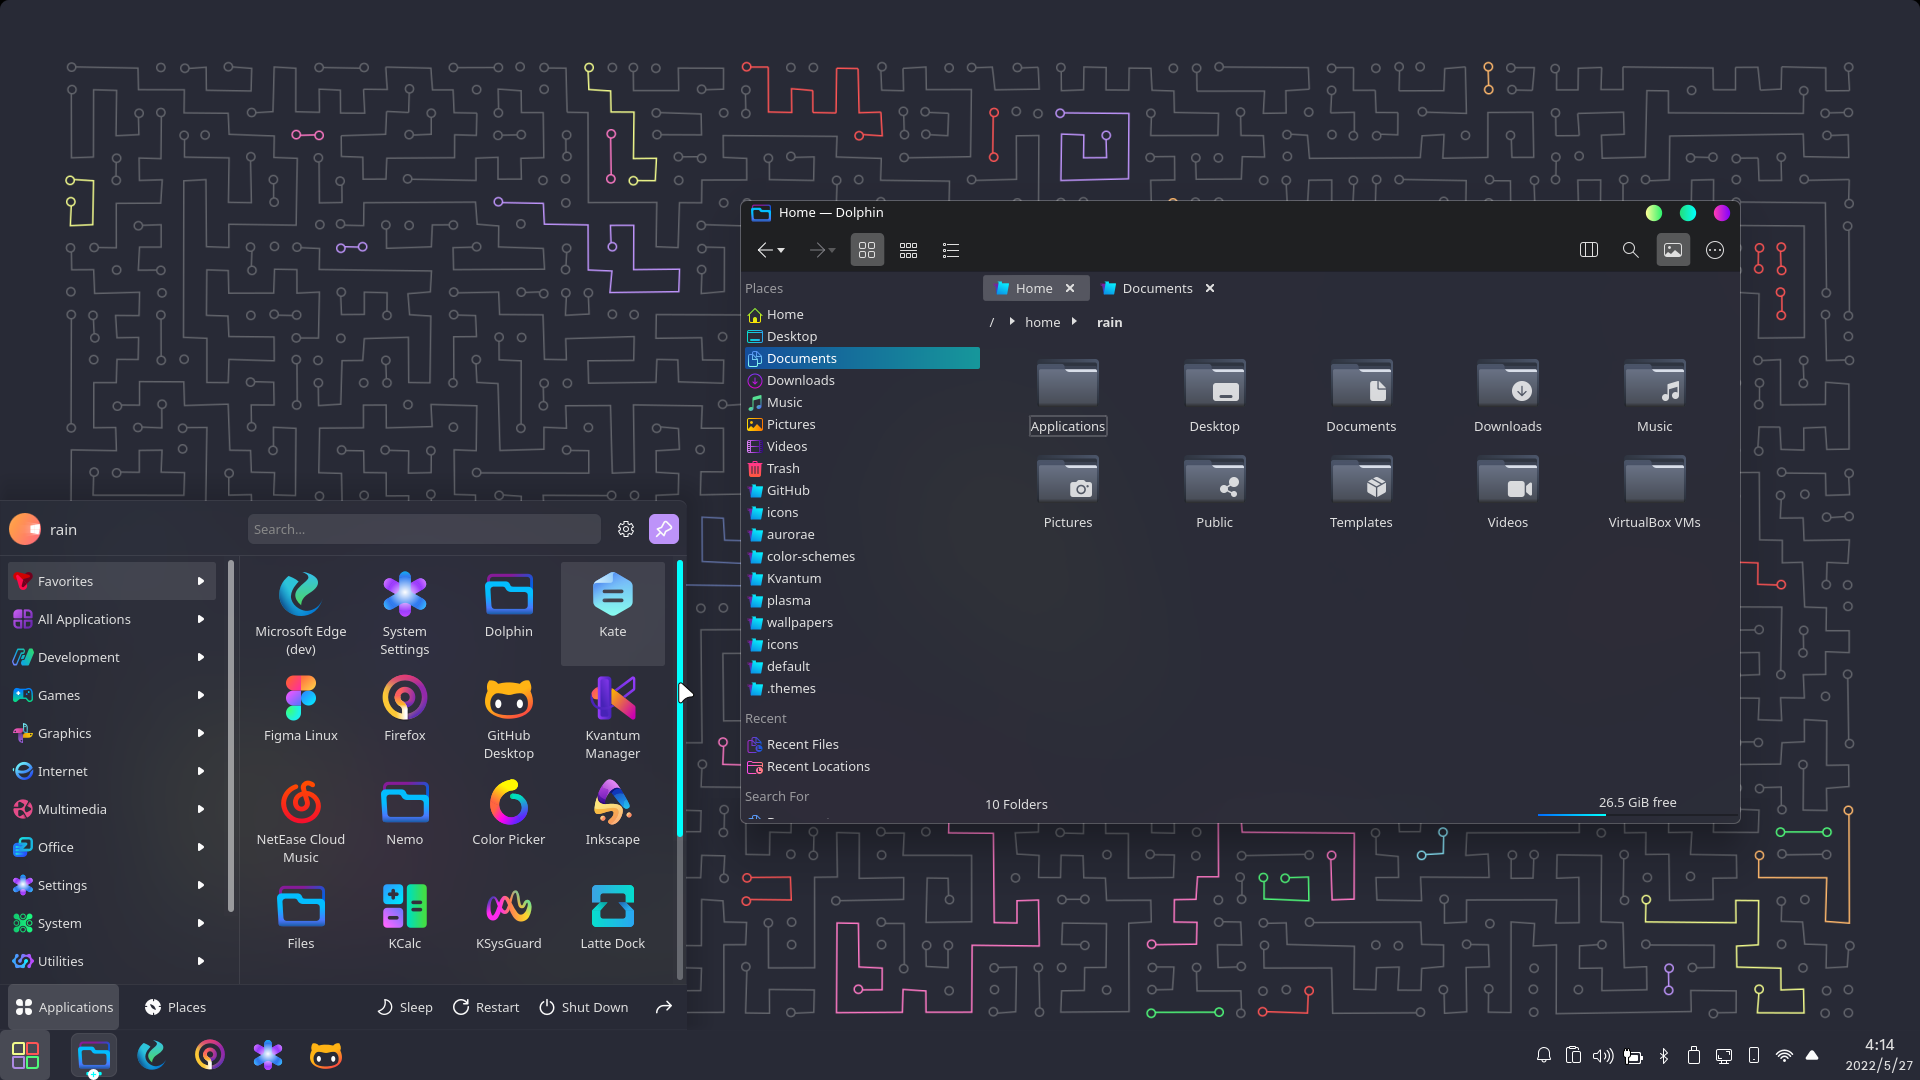 Home — Dolphin
Places
Home
Desktop
Documents
Downloads
Music
Pictures
Videos
Trash
GitHub
icons
aurorae
color-schemes
Kvantum
plasma
wallpapers
icons
default
.themes
Recent
Recent Files
Recent Locations
Search For
Home
Documents
/ home rain
Applications
Desktop
Documents
Downloads
Music
Pictures
Public
Templates
Videos
VirtualBox VMs
10 Folders
26.5 GiB free
rain
Search...
Favorites
All Applications
Development
Games
Graphics
Internet
Multimedia
Office
Settings
System
Utilities
Microsoft Edge
(dev)
System
Settings
Dolphin
Kate
Figma Linux
Firefox
GitHub
Desktop
Kvantum
Manager
NetEase Cloud
Music
Nemo
Color Picker
Inkscape
Files
KCalc
KSysGuard
Latte Dock
Applications
Places
Sleep
Restart
Shut Down
4:14
2022/5/27